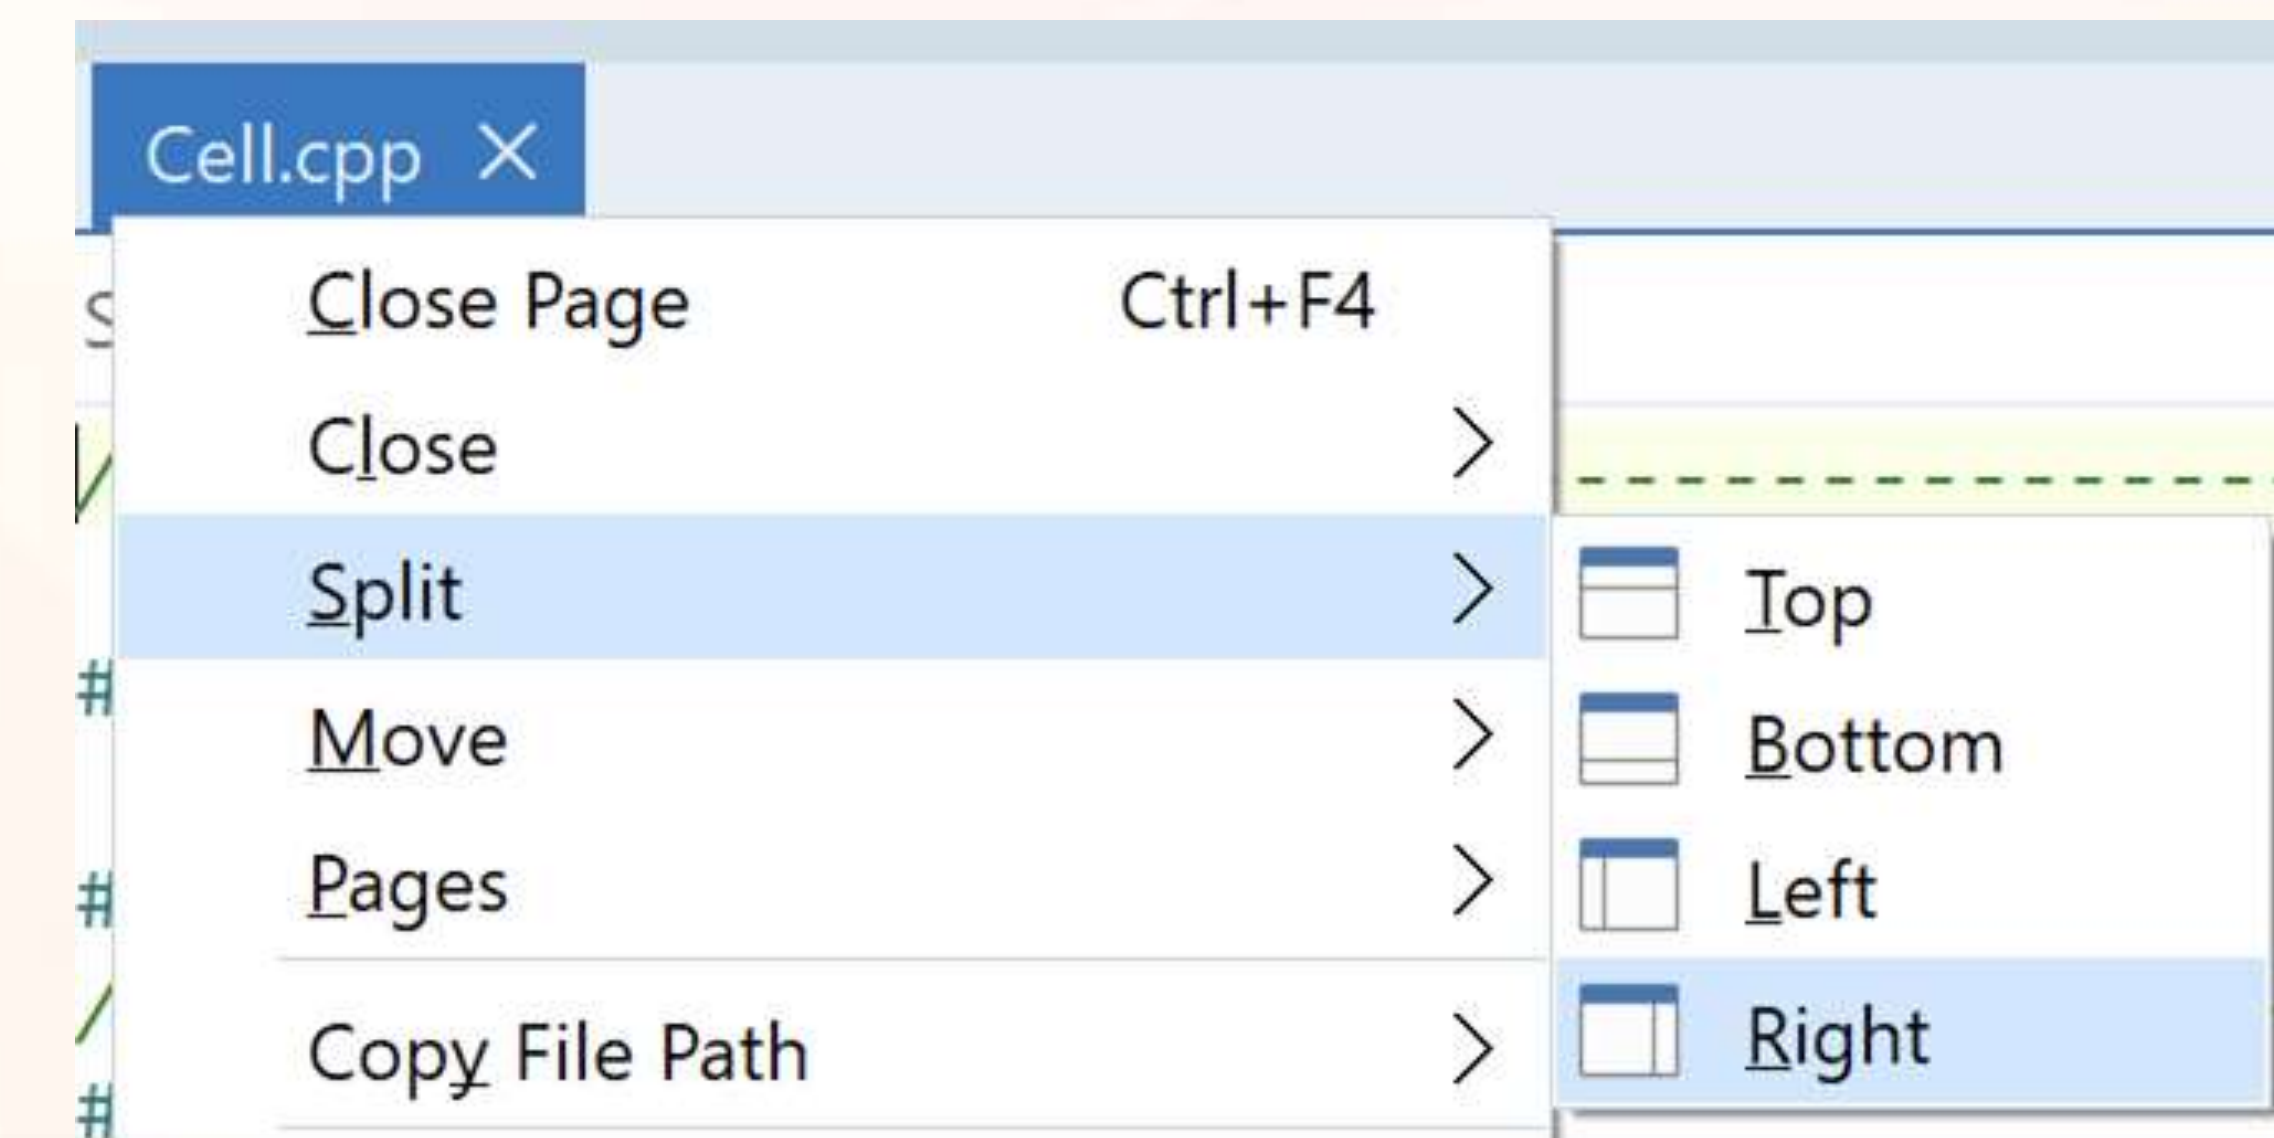 Cell.cpp
Close Page Ctrl+F4
Close
Split
Move
Pages
Copy File Path
Top
Bottom
Left
Right
#
#
/
#